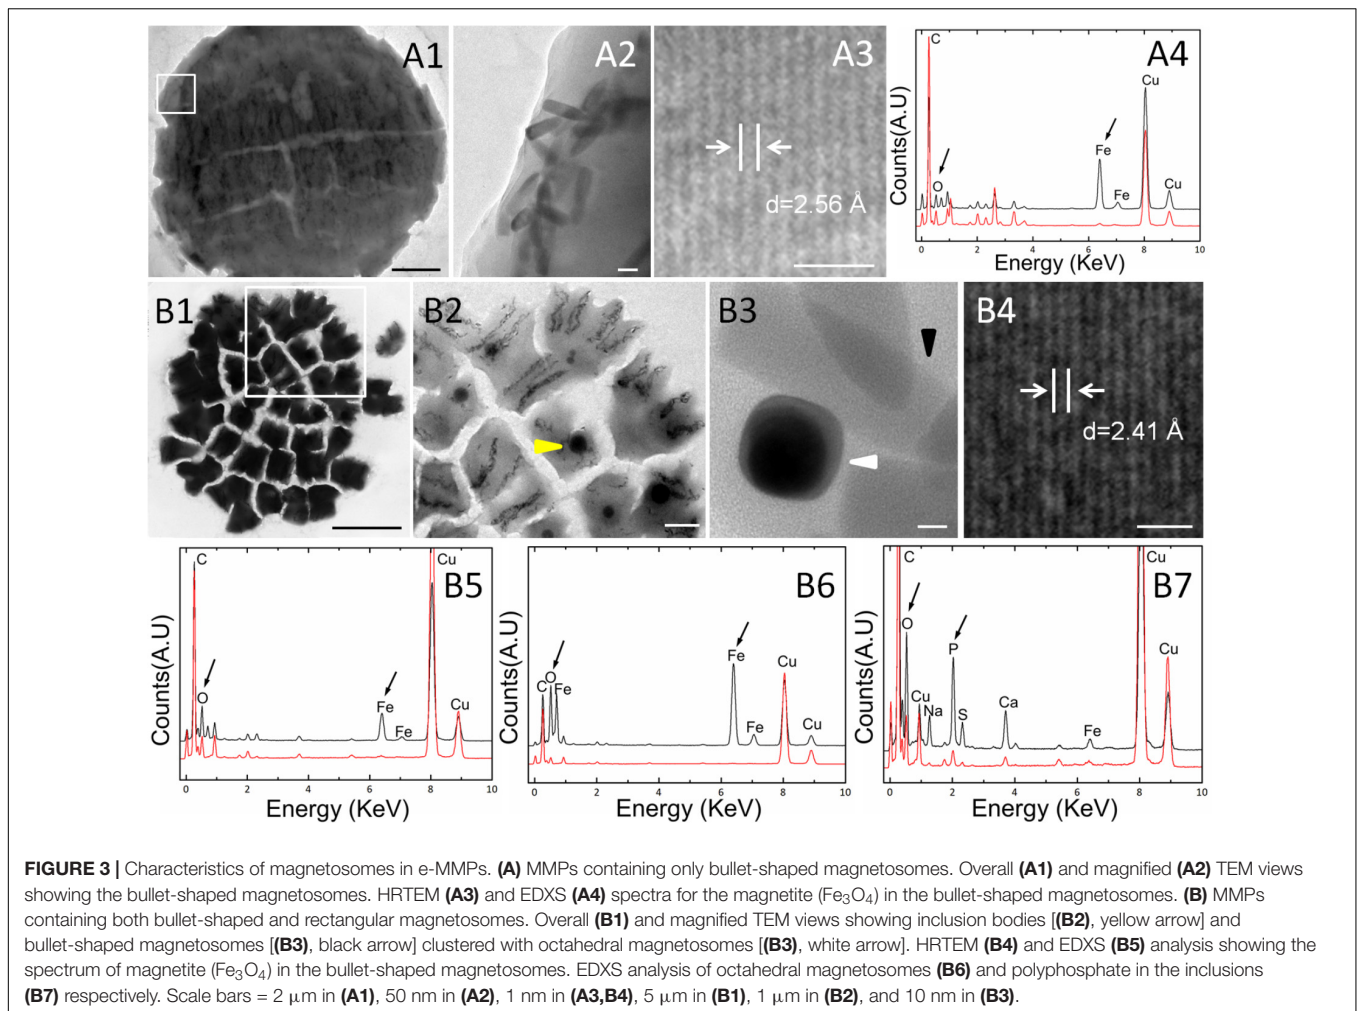 A1
A2
A3
d=2.56 Å
A4
Counts(A.U)
C
O
Fe
Fe
Cu
Cu
0 2 4 6 8 10
Energy (KeV)
B1
B2
B3
B4
d=2.41 Å
B5
Counts(A.U)
C
O
Fe
Fe
Cu
Cu
0 2 4 6 8 10
Energy (KeV)
B6
Counts(A.U)
C
O
Fe
Fe
Fe
Cu
Cu
0 2 4 6 8 10
Energy (KeV)
B7
Counts(A.U)
C
O
Cu
Na
P
S
Ca
Fe
Cu
Cu
0 2 4 6 8 10
Energy (KeV)
FIGURE 3 | Characteristics of magnetosomes in e-MMPs. (A) MMPs containing only bullet-shaped magnetosomes. Overall (A1) and magnified (A2) TEM views
showing the bullet-shaped magnetosomes. HRTEM (A3) and EDXS (A4) spectra for the magnetite (Fe3O4) in the bullet-shaped magnetosomes. (B) MMPs
containing both bullet-shaped and rectangular magnetosomes. Overall (B1) and magnified TEM views showing inclusion bodies [(B2), yellow arrow] and
bullet-shaped magnetosomes [(B3), black arrow] clustered with octahedral magnetosomes [(B3), white arrow]. HRTEM (B4) and EDXS (B5) analysis showing the
spectrum of magnetite (Fe3O4) in the bullet-shaped magnetosomes. EDXS analysis of octahedral magnetosomes (B6) and polyphosphate in the inclusions
(B7) respectively. Scale bars = 2 μm in (A1), 50 nm in (A2), 1 nm in (A3,B4), 5 μm in (B1), 1 μm in (B2), and 10 nm in (B3).